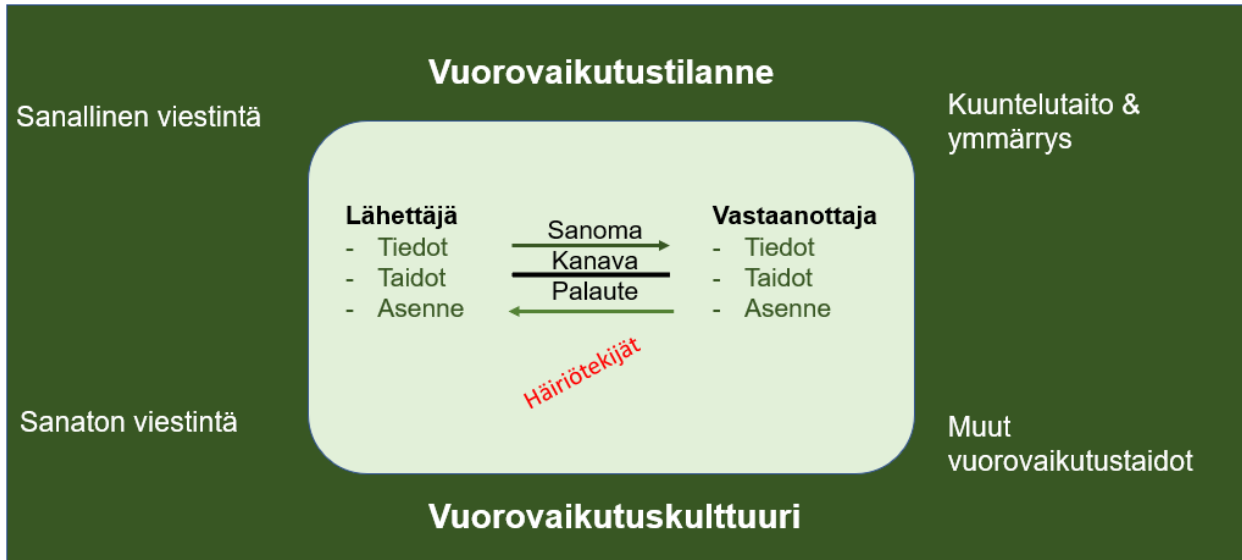 Vuorovaikutustilanne
Sanallinen viestintä
Kuuntelutaito &
ymmärrys
Lähettäjä
- Tiedot
- Taidot
- Asenne
Sanoma
Kanava
Palaute
Vastaanottaja
- Tiedot
- Taidot
- Asenne
Häiriötekijät
Sanaton viestintä
Muut
vuorovaikutustaidot
Vuorovaikutuskulttuuri